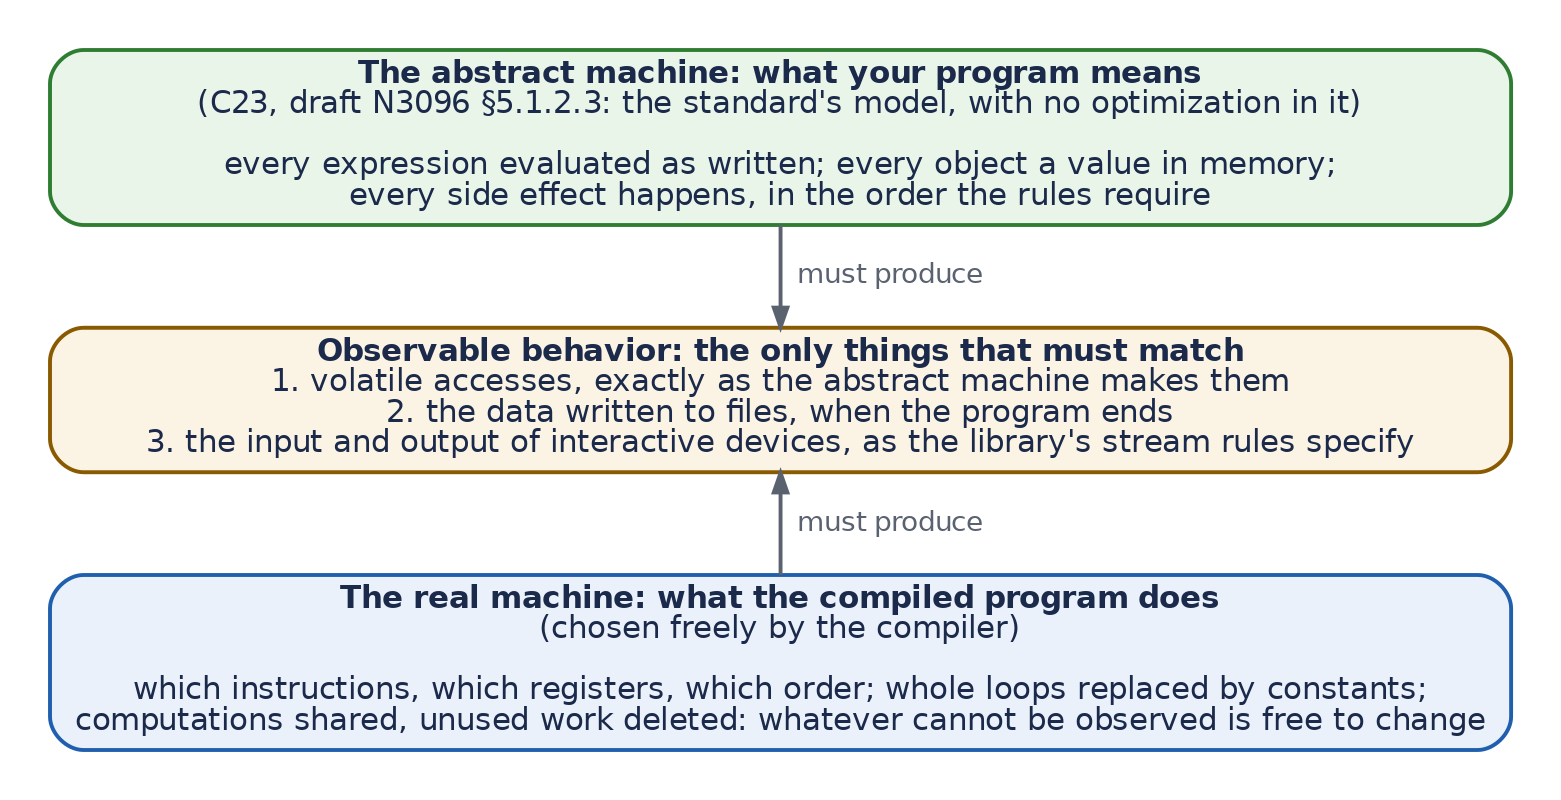 The abstract machine: what your program means
(C23, draft N3096 §5.1.2.3: the standard's model, with no optimization in it)
every expression evaluated as written; every object a value in memory;
every side effect happens, in the order the rules require
must produce
Observable behavior: the only things that must match
1. volatile accesses, exactly as the abstract machine makes them
2. the data written to files, when the program ends
3. the input and output of interactive devices, as the library's stream rules specify
must produce
The real machine: what the compiled program does
(chosen freely by the compiler)
which instructions, which registers, which order; whole loops replaced by constants;
computations shared, unused work deleted: whatever cannot be observed is free to change